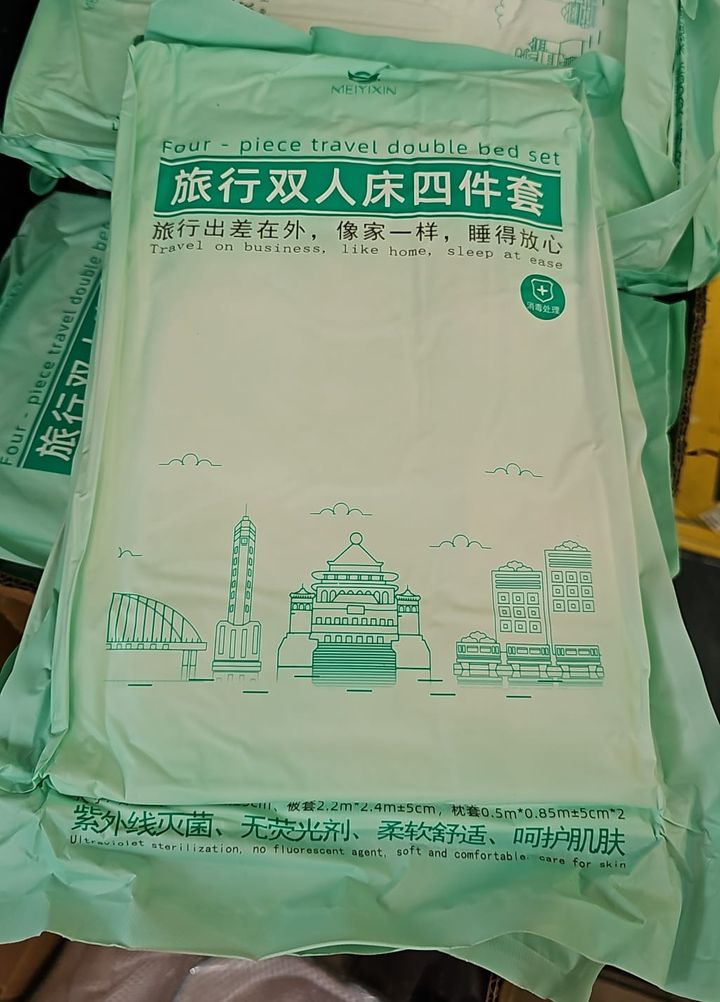 MEIYIXIN
Four - piece travel double bed set
旅行双人床四件套
旅行出差在外，像家一样，睡得放心
Travel on business, like home, sleep at ease
消毒处理
Four - piece travel double be
旅行双人
、被套2.2m*2.4m±5cm，枕套0.5m*0.85m±5cm*2
紫外线灭菌、无荧光剂、柔软舒适、呵护肌肤
Ultraviolet sterilization, no fluorescent agent, soft and comfortable, care for skin